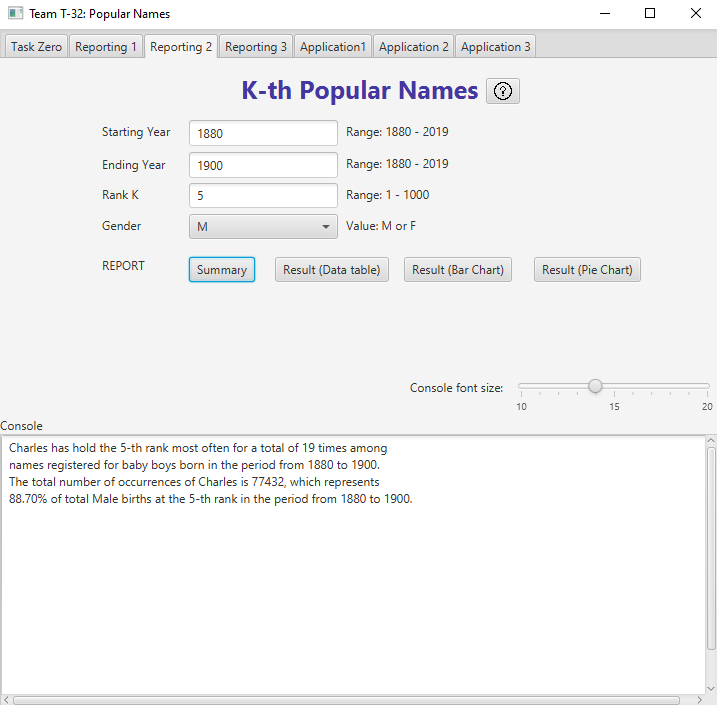 Team T-32: Popular Names
Task Zero Reporting 1 Reporting 2 Reporting 3 Application1 Application 2 Application 3
K-th Popular Names ?
Starting Year 1880 Range: 1880 - 2019
Ending Year 1900 Range: 1880 - 2019
Rank K 5 Range: 1 - 1000
Gender M Value: M or F
REPORT Summary Result (Data table) Result (Bar Chart) Result (Pie Chart)
Console font size:
10 15 20
Console
Charles has hold the 5-th rank most often for a total of 19 times among
names registered for baby boys born in the period from 1880 to 1900.
The total number of occurrences of Charles is 77432, which represents
88.70% of total Male births at the 5-th rank in the period from 1880 to 1900.